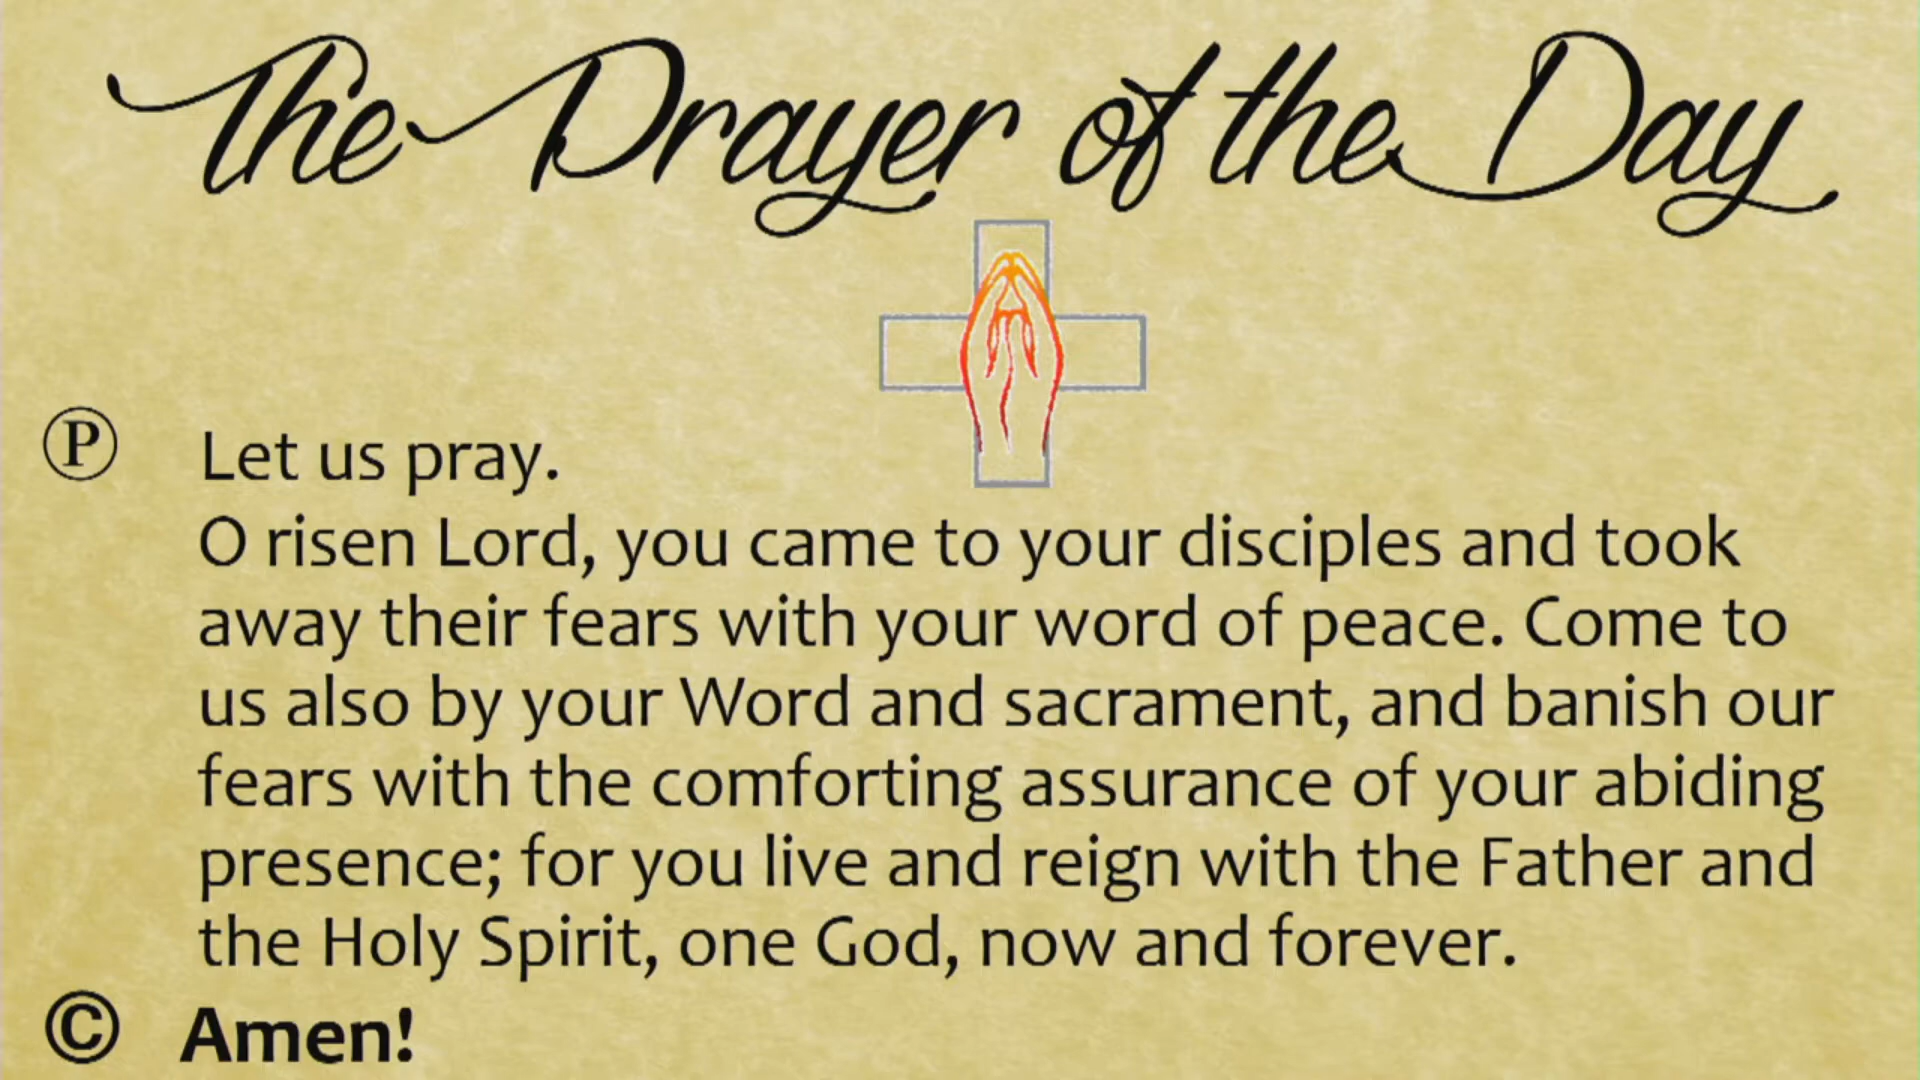 The Prayer of the Day
Ⓟ Let us pray.
O risen Lord, you came to your disciples and took
away their fears with your word of peace. Come to
us also by your Word and sacrament, and banish our
fears with the comforting assurance of your abiding
presence; for you live and reign with the Father and
the Holy Spirit, one God, now and forever.
© Amen!